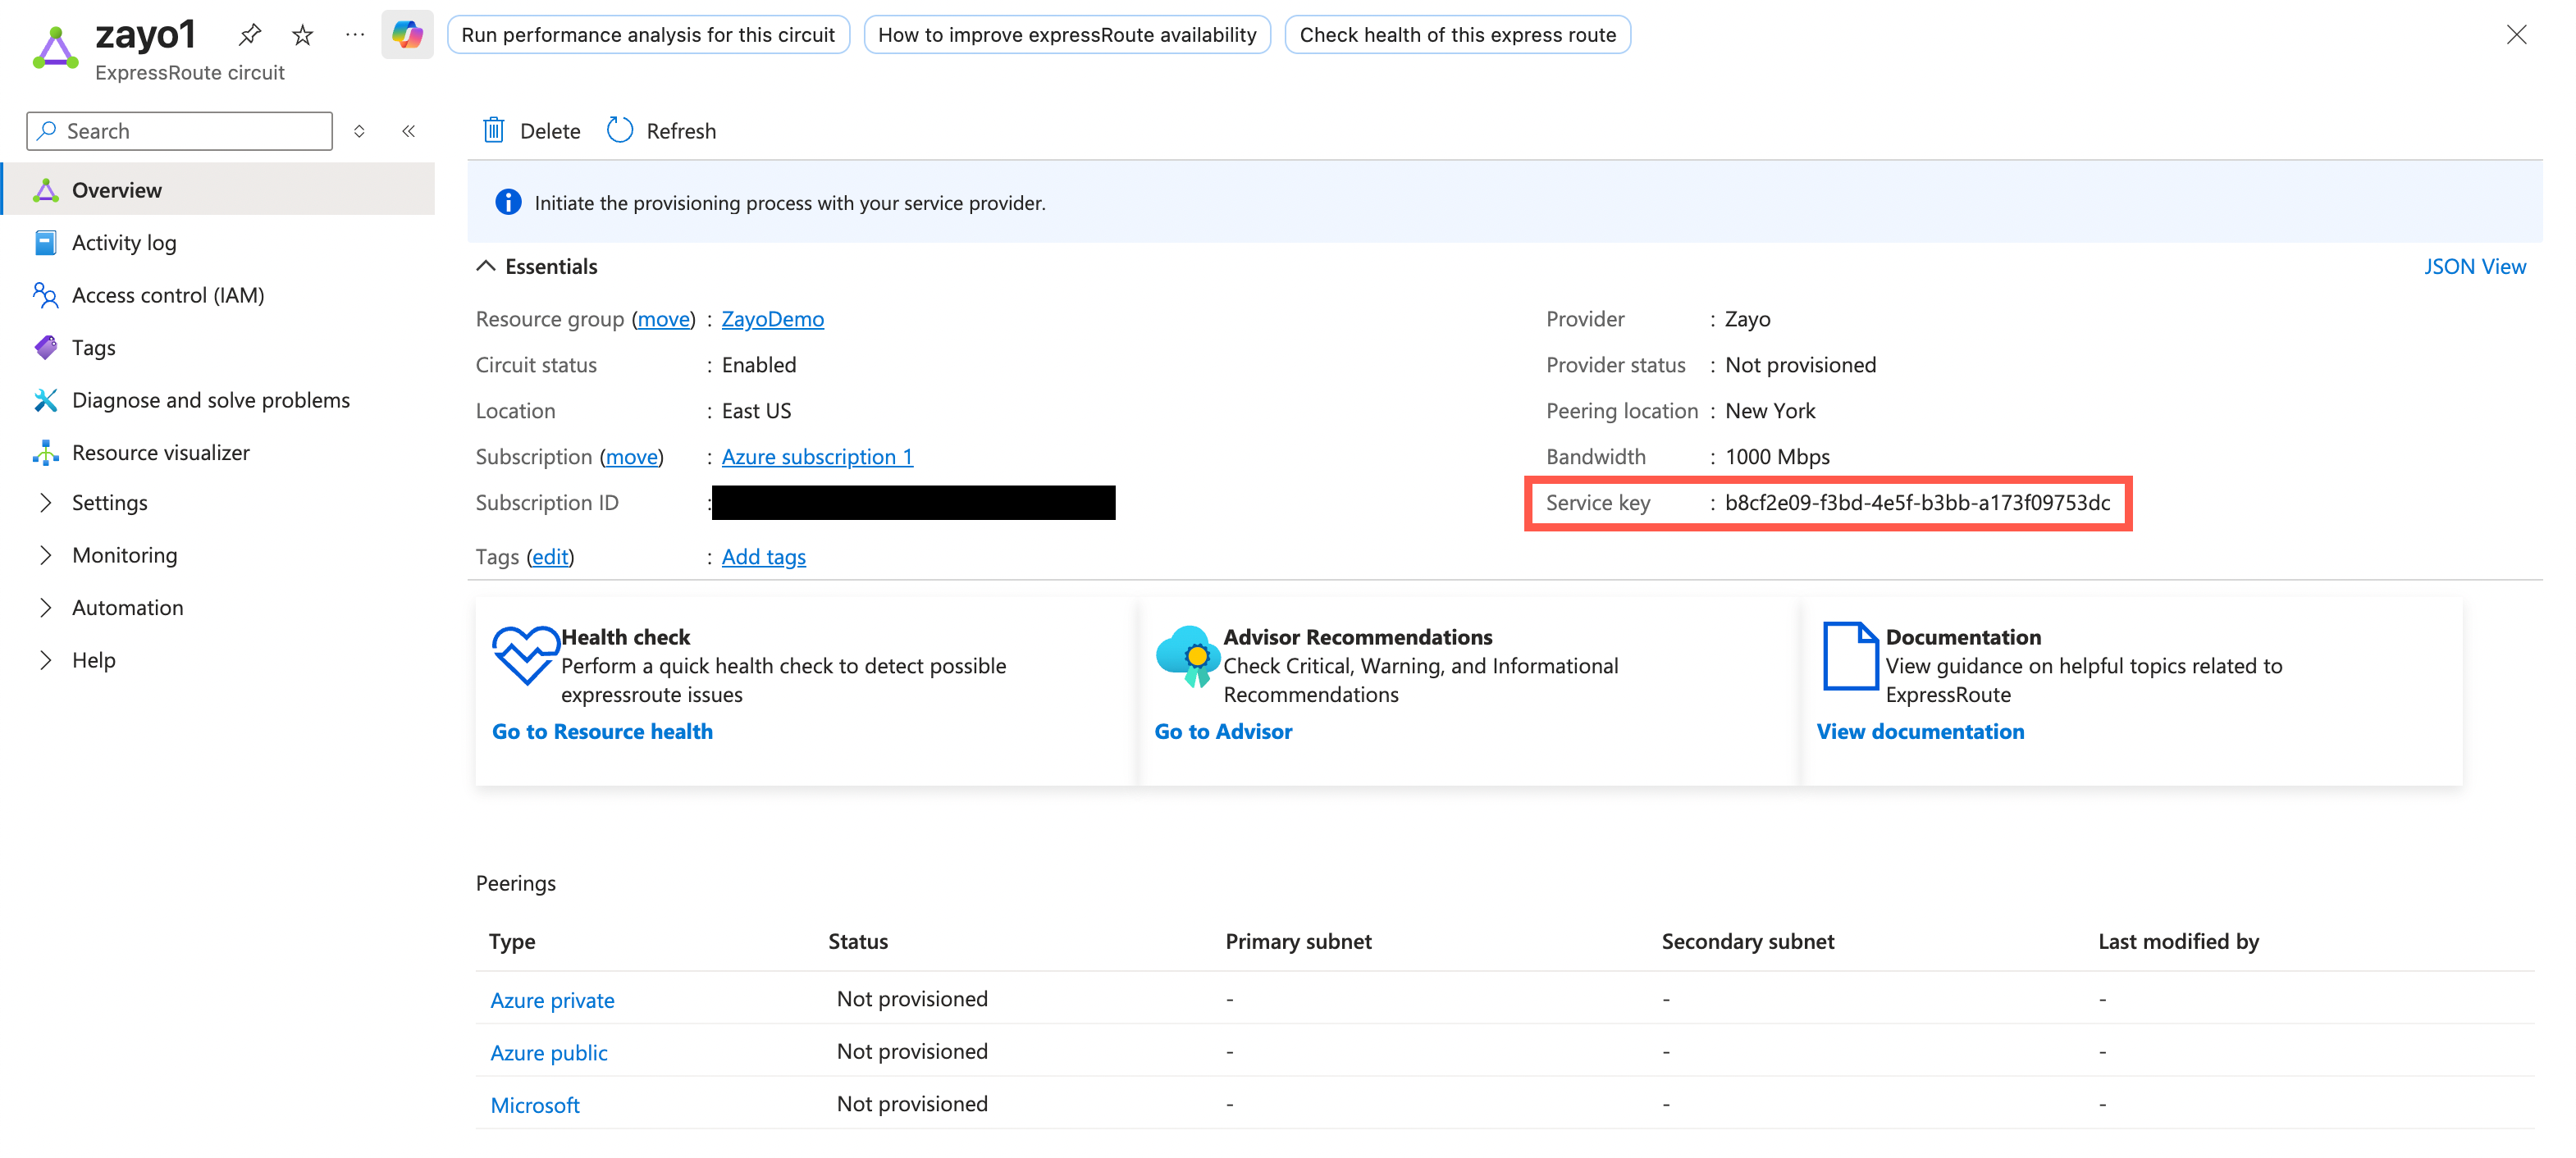 zayo1
ExpressRoute circuit
Run performance analysis for this circuit
How to improve expressRoute availability
Check health of this express route
Search
Delete
Refresh
Overview
Activity log
Access control (IAM)
Tags
Diagnose and solve problems
Resource visualizer
Settings
Monitoring
Automation
Help
Initiate the provisioning process with your service provider.
Essentials
JSON View
Resource group (move) : ZayoDemo
Circuit status : Enabled
Location : East US
Subscription (move) : Azure subscription 1
Subscription ID :
Tags (edit) : Add tags
Provider : Zayo
Provider status : Not provisioned
Peering location : New York
Bandwidth : 1000 Mbps
Service key : b8cf2e09-f3bd-4e5f-b3bb-a173f09753dc
Health check
Perform a quick health check to detect possible
expressroute issues
Go to Resource health
Advisor Recommendations
Check Critical, Warning, and Informational
Recommendations
Go to Advisor
Documentation
View guidance on helpful topics related to
ExpressRoute
View documentation
Peerings
Type Status Primary subnet Secondary subnet Last modified by
Azure private Not provisioned - - -
Azure public Not provisioned - - -
Microsoft Not provisioned - - -